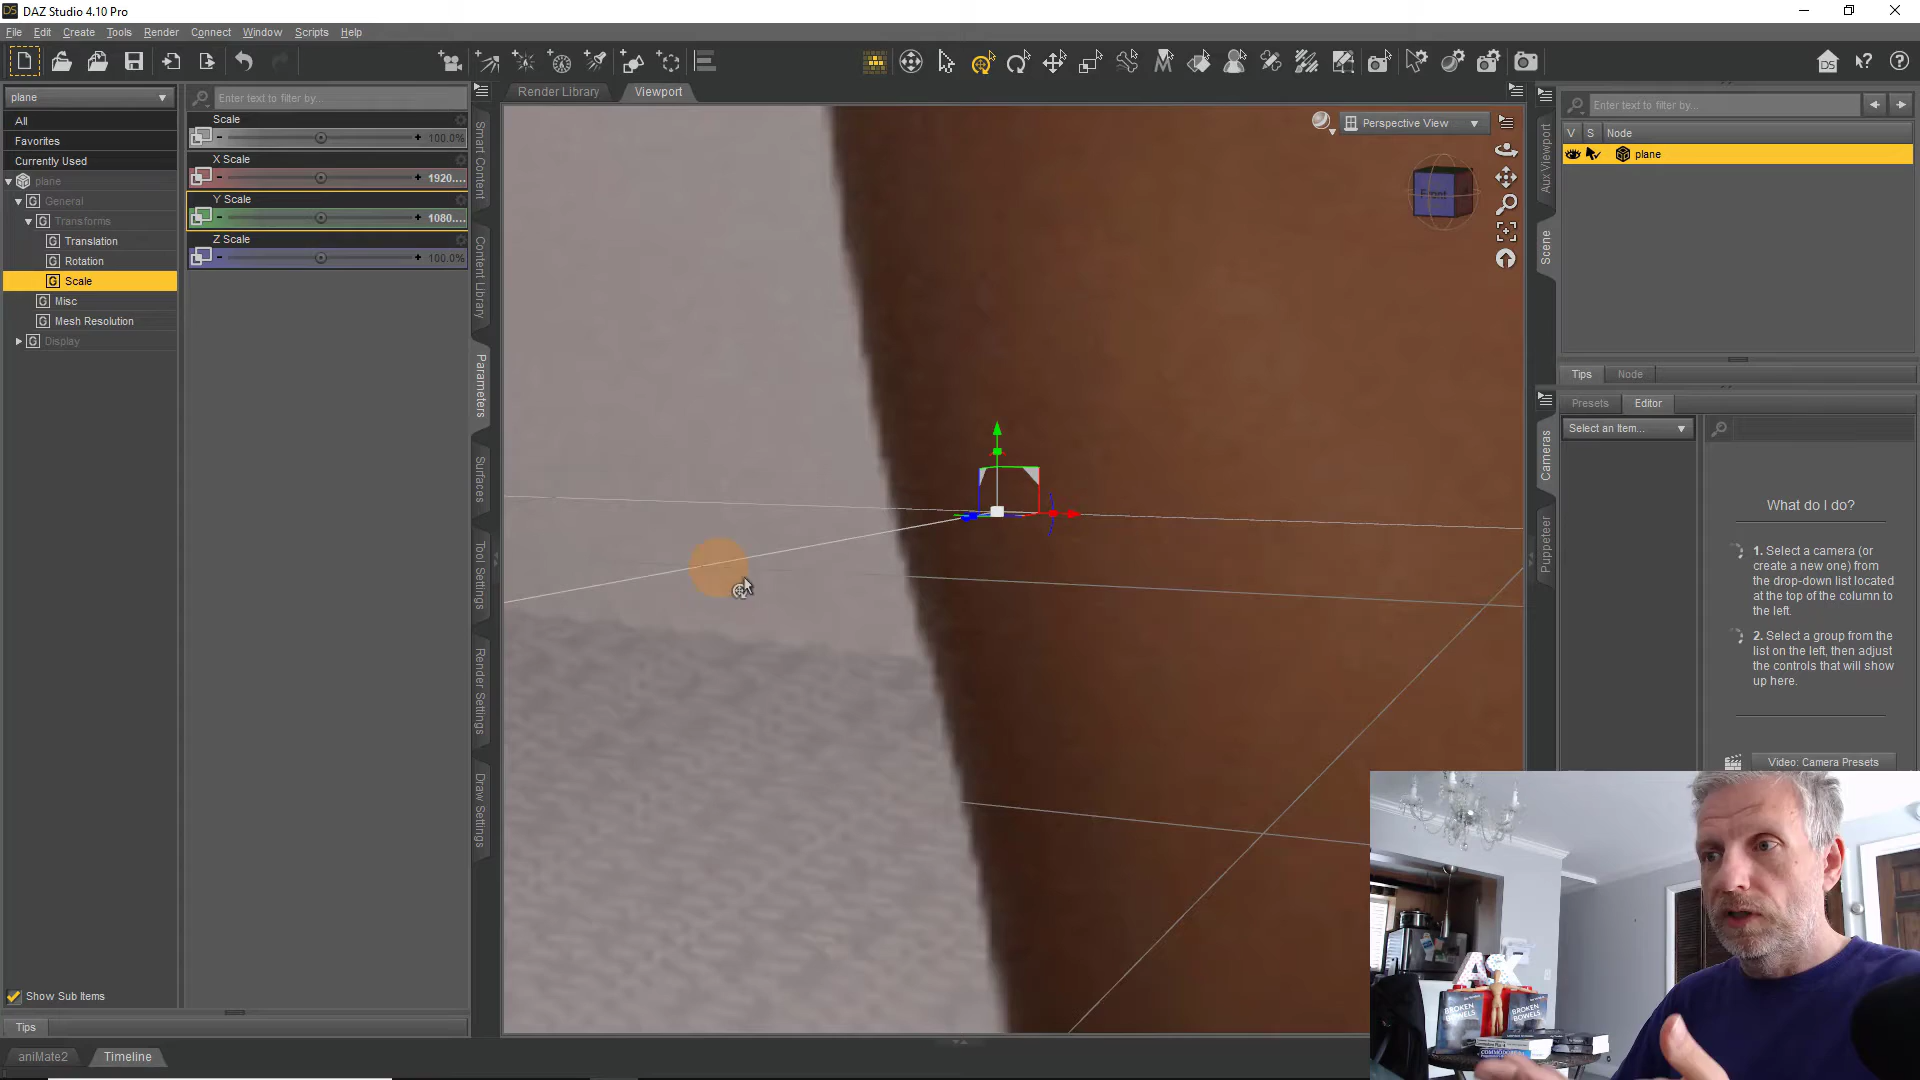 DAZ Studio 4.10 Pro
File Edit Create Tools Render Connect Window Scripts Help
plane
Enter text to filter by...
Render Library
Viewport
Enter text to filter by...
All
Favorites
Currently Used
plane
General
Transforms
Translation
Rotation
Scale
Misc
Mesh Resolution
Display
Scale
100.0%
X Scale
1920....
Y Scale
1080....
Z Scale
100.0%
Smart Content
Content Library
Parameters
Surfaces
Tool Settings
Render Settings
Draw Settings
Perspective View
Front
Aux Viewport
Scene
V S Node
plane
Tips
Node
Presets
Editor
Select an Item...
Cameras
Puppeteer
What do I do?
1. Select a camera (or
create a new one) from
the drop-down list located
at the top of the column to
the left.
2. Select a group from the
list on the left, then adjust
the controls that will show
up here.
Video: Camera Presets
Show Sub Items
Tips
aniMate2
Timeline
BROKEN
BOWELS
BROKEN
BOWELS
COMMODORE